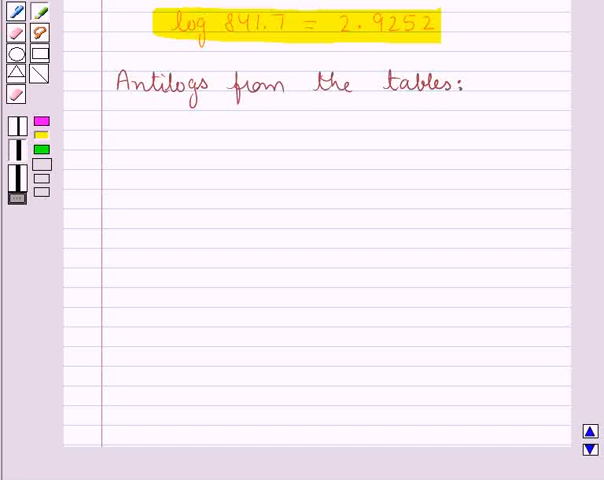 log 841.7 = 2.9252
Antilogs from the tables: